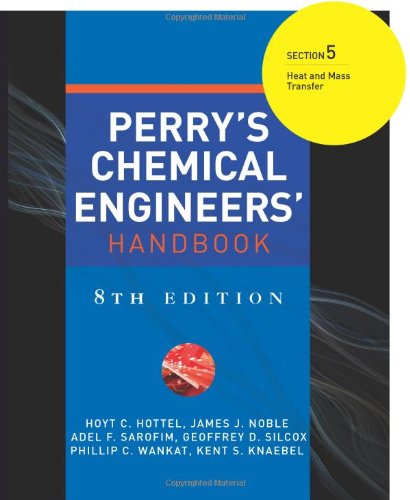 SECTION 5
Heat and Mass
Transfer
PERRY'S
CHEMICAL
ENGINEERS'
HANDBOOK
8TH EDITION
HOYT C. HOTTEL, JAMES J. NOBLE
ADEL F. SAROFIM, GEOFFREY D. SILCOX
PHILLIP C. WANKAT, KENT S. KNAEBEL